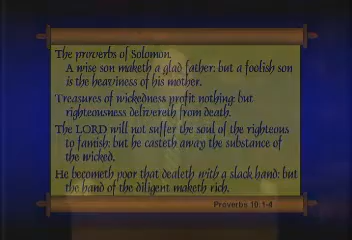 The proverbs of Solomon.
A wise son maketh a glad father: but a foolish son
is the heaviness of his mother.
Treasures of wickedness profit nothing: but
righteousness delivereth from death.
The LORD will not suffer the soul of the righteous
to famish: but he casteth away the substance of
the wicked.
He becometh poor that dealeth with a slack hand: but
the hand of the diligent maketh rich.
Proverbs 10:1-4